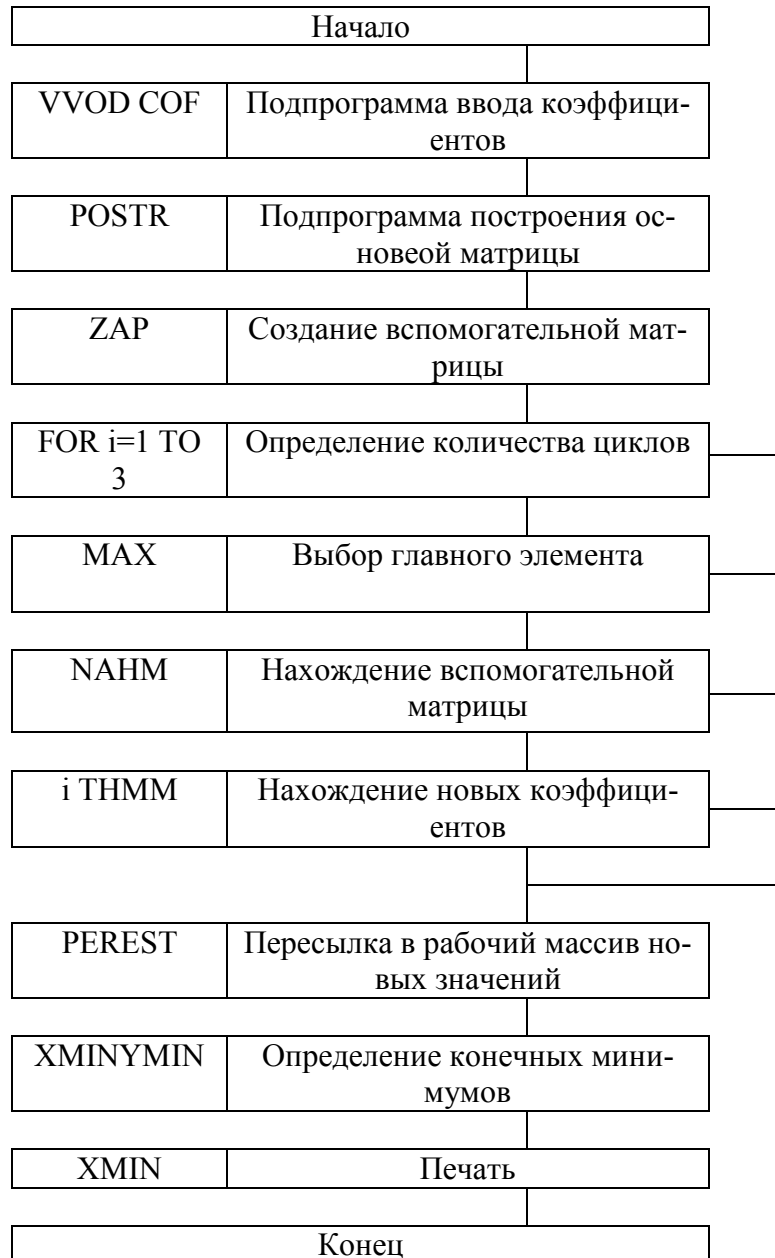 Начало
VVOD COF
Подпрограмма ввода коэффици-
ентов
POSTR
Подпрограмма построения ос-
новеой матрицы
ZAP
Создание вспомогательной мат-
рицы
FOR i=1 TO
3
Определение количества циклов
MAX
Выбор главного элемента
NAHM
Нахождение вспомогательной
матрицы
i THMM
Нахождение новых коэффици-
ентов
PEREST
Пересылка в рабочий массив но-
вых значений
XMINYMIN
Определение конечных мини-
мумов
XMIN
Печать
Конец